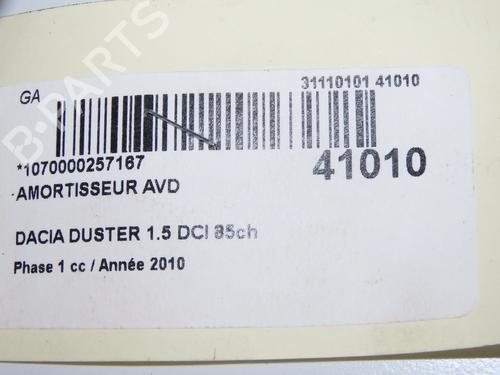 GA
31110101 41010
*1070000257167
41010
AMORTISSEUR AVD
DACIA DUSTER 1.5 DCI 85ch
Phase 1 cc / Année 2010
B-PARTS